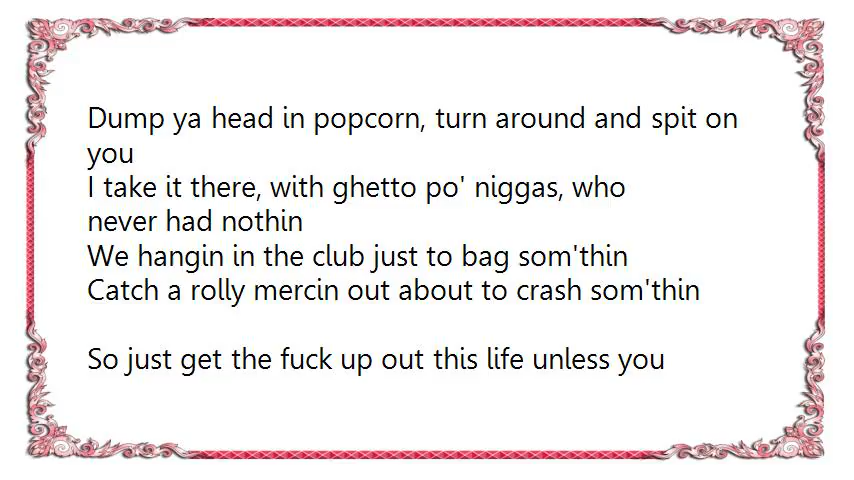 Dump ya head in popcorn, turn around and spit on
you
I take it there, with ghetto po' niggas, who
never had nothin
We hangin in the club just to bag som'thin
Catch a rolly mercin out about to crash som'thin
So just get the fuck up out this life unless you